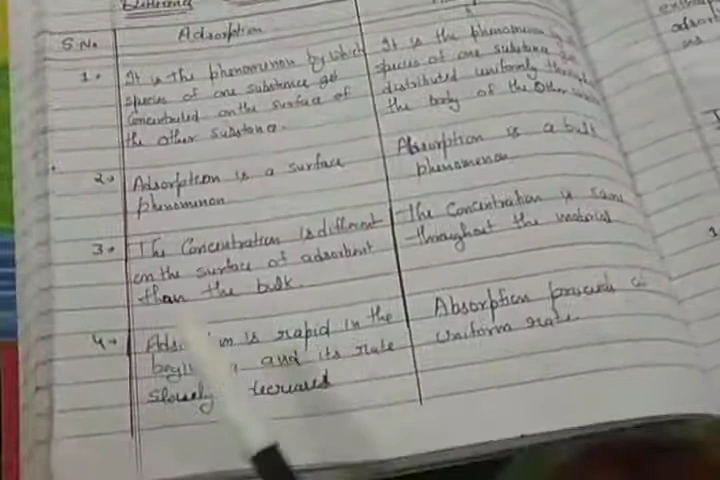 Difference
S No. Adsorption
1. It is the phenomenon by which
species of one substance get
Concentrated on the surface of
the other substance.
It is the phenomenon
species of one substance
distributed uniformly
the body of the other
2. Adsorption is a surface
phenomenon
Absorption is a bulk
phenomenon
3. The Concentration is different
on the surface of adsorbent
than the bulk.
The Concentration is same
throughout the material
4. is rapid in the
and its rate
slowly decreased
Absorption proceeds
uniform rate.